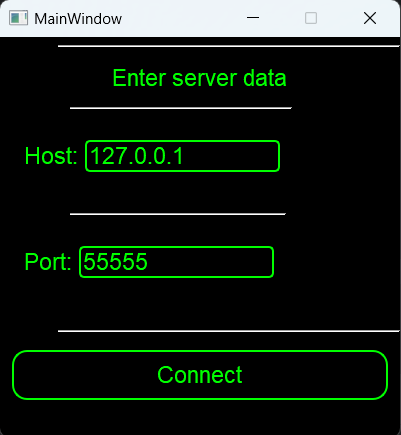 MainWindow
Enter server data
Host: 127.0.0.1
Port: 55555
Connect